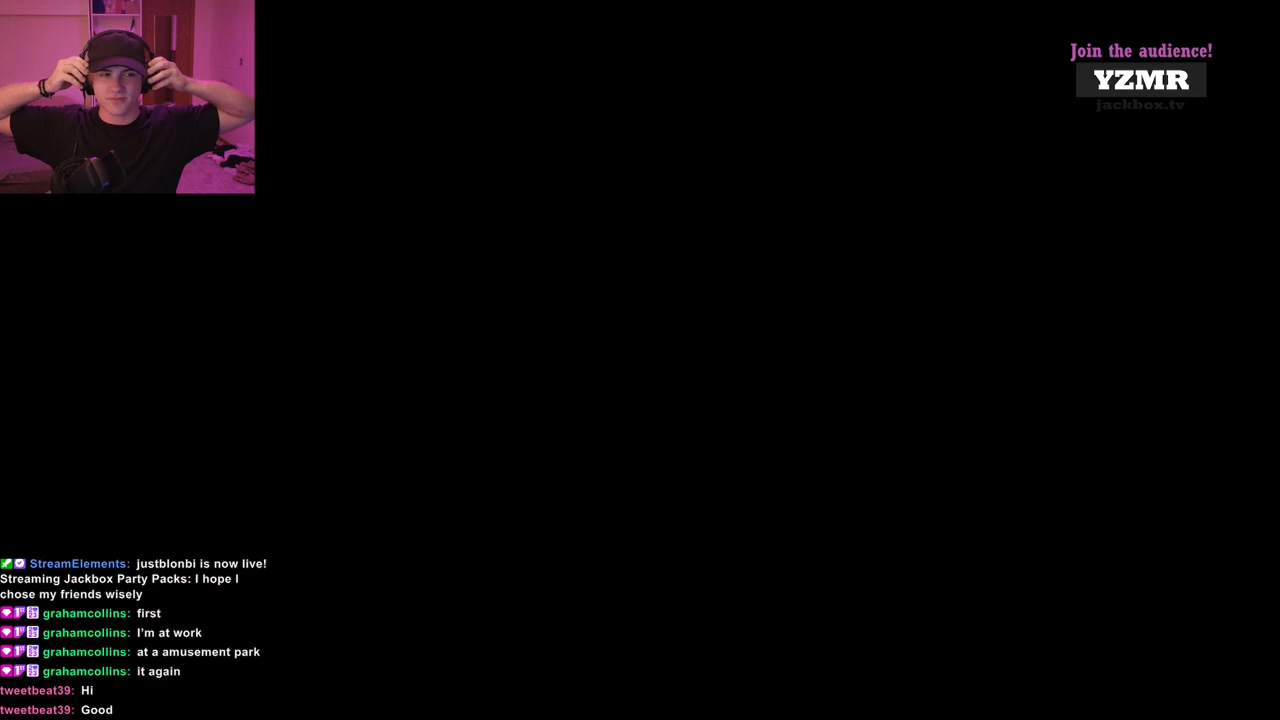 Join the audience!
YZMR
jackbox.tv
StreamElements: justblonbi is now live!
Streaming Jackbox Party Packs: I hope I
chose my friends wisely
grahamcollins: first
grahamcollins: I'm at work
grahamcollins: at a amusement park
grahamcollins: it again
tweetbeat39: Hi
tweetbeat39: Good